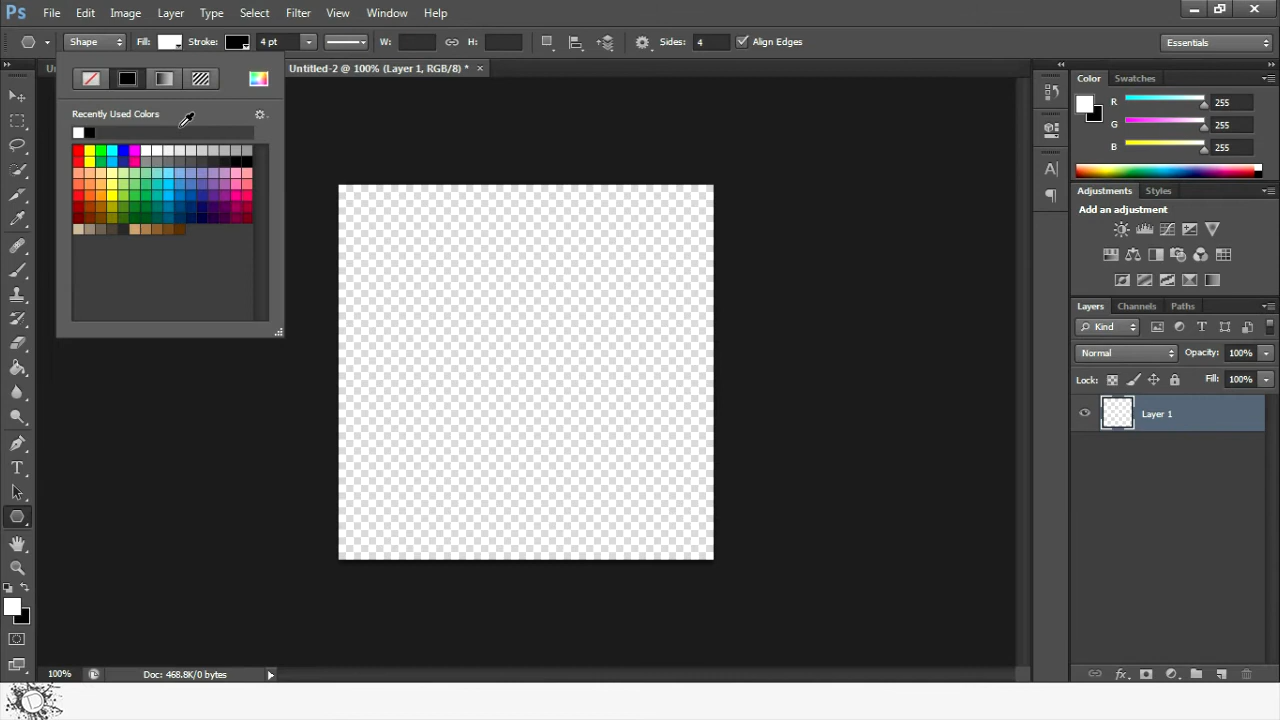 Ps File Edit Image Layer Type Select Filter View Window Help
Shape Fill: Stroke: 4 pt W: H: Sides: 4 Align Edges Essentials
Untitled-2 @ 100% (Layer 1, RGB/8) *
Color Swatches
R 255
G 255
B 255
Recently Used Colors
Adjustments Styles
Add an adjustment
Layers Channels Paths
Kind
Normal Opacity: 100%
Lock: Fill: 100%
Layer 1
100% Doc: 468.8K/0 bytes
D